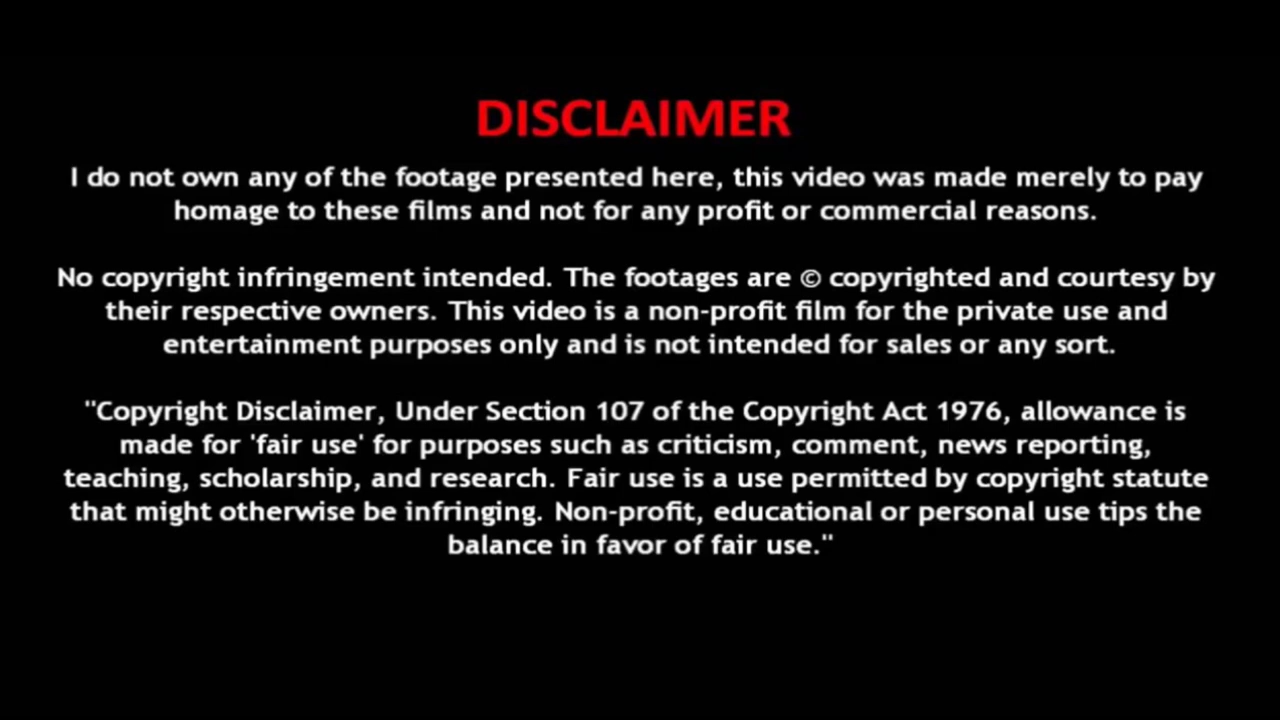 DISCLAIMER
I do not own any of the footage presented here, this video was made merely to pay
homage to these films and not for any profit or commercial reasons.
No copyright infringement intended. The footages are © copyrighted and courtesy by
their respective owners. This video is a non-profit film for the private use and
entertainment purposes only and is not intended for sales or any sort.
"Copyright Disclaimer, Under Section 107 of the Copyright Act 1976, allowance is
made for 'fair use' for purposes such as criticism, comment, news reporting,
teaching, scholarship, and research. Fair use is a use permitted by copyright statute
that might otherwise be infringing. Non-profit, educational or personal use tips the
balance in favor of fair use."